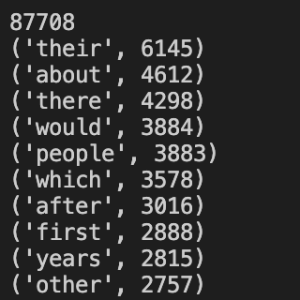 87708
('their', 6145)
('about', 4612)
('there', 4298)
('would', 3884)
('people', 3883)
('which', 3578)
('after', 3016)
('first', 2888)
('years', 2815)
('other', 2757)